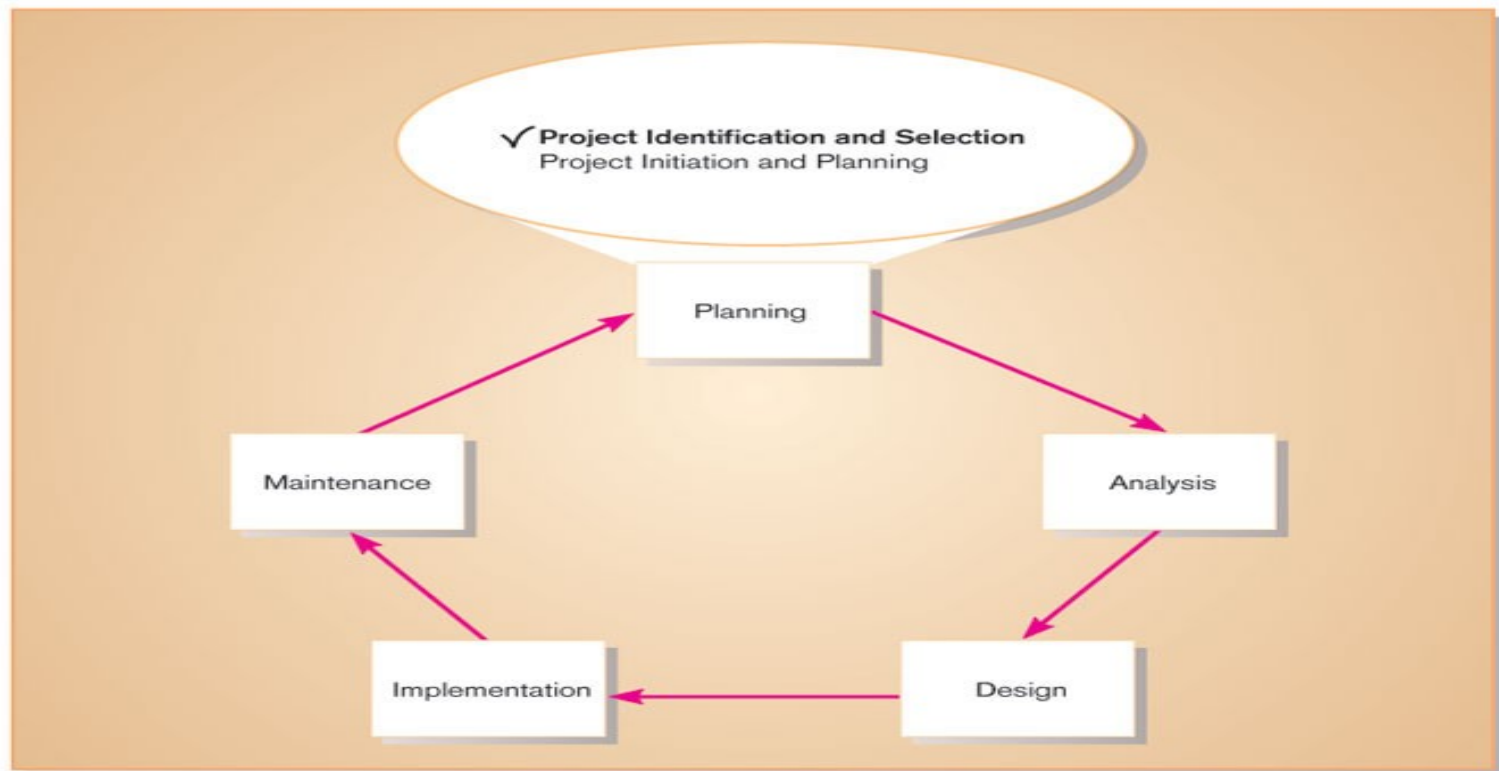 ✓ Project Identification and Selection
Project Initiation and Planning
Planning
Maintenance
Analysis
Implementation
Design